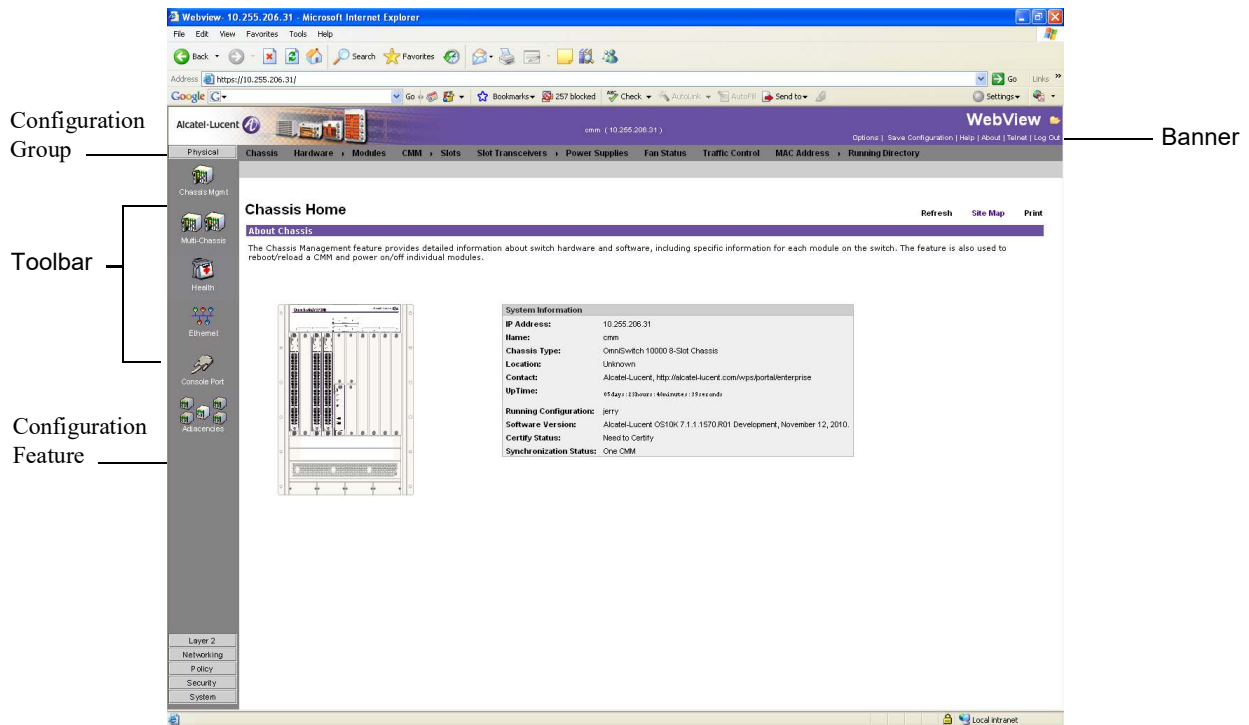 Webview- 10.255.206.31 - Microsoft Internet Explorer
File Edit View Favorites Tools Help
Back Search Favorites
Address https://10.255.206.31/ Go Links »
Google G Go Bookmarks 257 blocked Check AutoLink AutoFill Send to Settings
Alcatel-Lucent cmm ( 10.255.206.31 ) WebView
Options | Save Configuration | Help | About | Telnet | Log Out
Configuration Group
Banner
Physical Chassis Hardware Modules CMM Slots Slot Transceivers Power Supplies Fan Status Traffic Control MAC Address Running Directory
Chassis Mgmt
Multi-Chassis
Health
Ethernet
Console Port
Adjacencies
Toolbar
Configuration Feature
Chassis Home
Refresh Site Map Print
About Chassis
The Chassis Management feature provides detailed information about switch hardware and software, including specific information for each module on the switch. The feature is also used to
reboot/reload a CMM and power on/off individual modules.
System Information
IP Address: 10.255.206.31
Name: cmm
Chassis Type: OmniSwitch 10000 8-Slot Chassis
Location: Unknown
Contact: Alcatel-Lucent, http://alcatel-lucent.com/wps/portal/enterprise
Up Time:
Running Configuration: jerry
Software Version: Alcatel-Lucent OS10K 7.1.1.1570.R01 Development, November 12, 2010.
Certify Status: Need to Certify
Synchronization Status: One CMM
Layer 2
Networking
Policy
Security
System
Local intranet